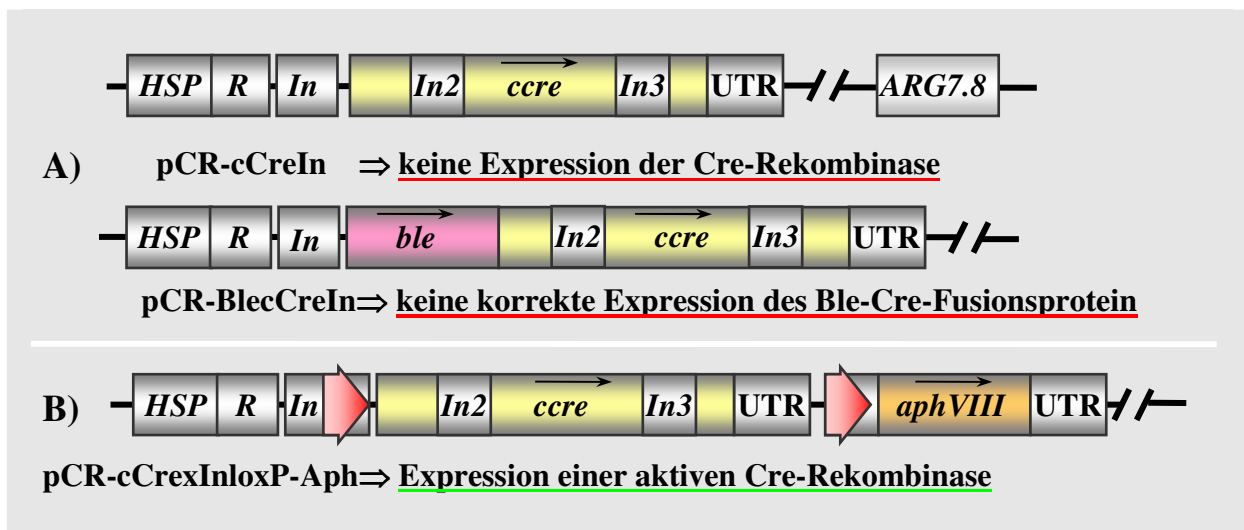 HSP R In In2 ccre In3 UTR ARG7.8
A) pCR-cCreIn ⇒ keine Expression der Cre-Rekombinase
HSP R In ble In2 ccre In3 UTR
pCR-BlecCreIn⇒ keine korrekte Expression des Ble-Cre-Fusionsprotein
B) HSP R In In2 ccre In3 UTR aphVIII UTR
pCR-cCrexInloxP-Aph⇒ Expression einer aktiven Cre-Rekombinase